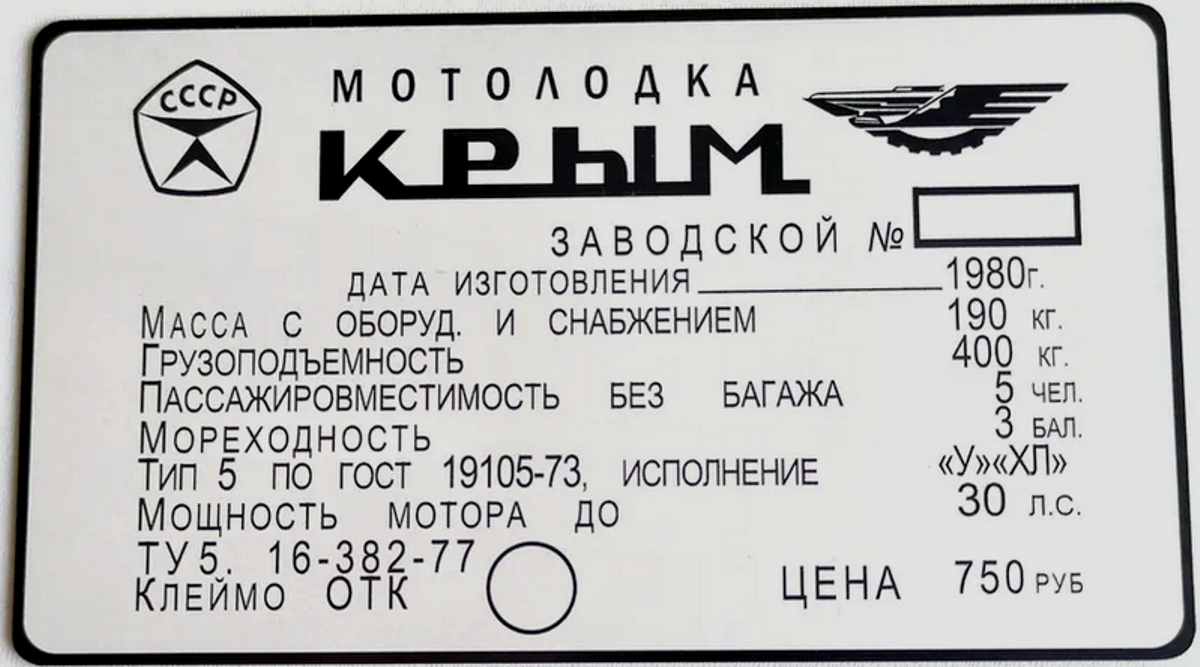 СССР
МОТОЛОДКА
КРЫМ
ЗАВОДСКОЙ №
ДАТА ИЗГОТОВЛЕНИЯ 1980г.
МАССА С ОБОРУД. И СНАБЖЕНИЕМ 190 КГ.
ГРУЗОПОДЪЕМНОСТЬ 400 КГ.
ПАССАЖИРОВМЕСТИМОСТЬ БЕЗ БАГАЖА 5 ЧЕЛ.
МОРЕХОДНОСТЬ 3 БАЛ.
ТИП 5 ПО ГОСТ 19105-73, ИСПОЛНЕНИЕ «У»«ХЛ»
МОЩНОСТЬ МОТОРА ДО 30 Л.С.
ТУ 5. 16-382-77
КЛЕЙМО ОТК
ЦЕНА 750 РУБ